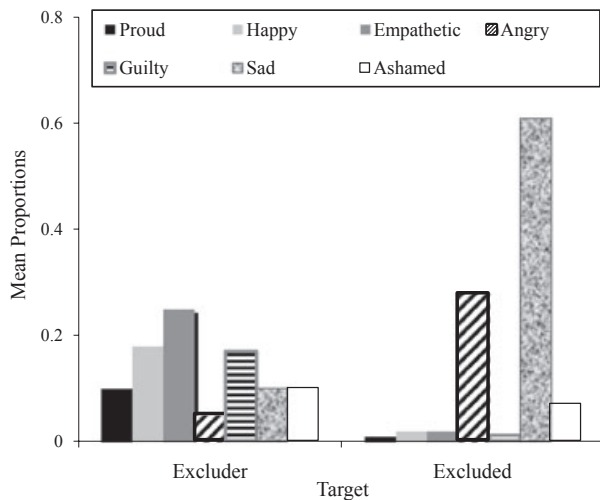 0.8
Proud Happy Empathetic Angry
Guilty Sad Ashamed
0.6
0.4
0.2
0
Mean Proportions
Excluder Excluded
Target